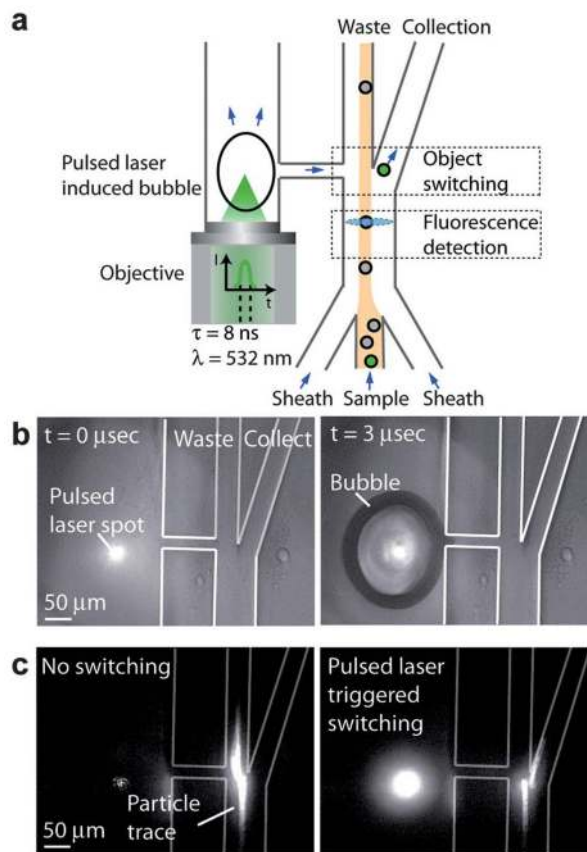 a
Waste Collection
Pulsed laser
induced bubble
Object
switching
Fluorescence
detection
Objective
I
t
τ = 8 ns
λ = 532 nm
Sheath Sample Sheath
b
t = 0 μsec
Waste Collect
Pulsed
laser spot
50 μm
t = 3 μsec
Bubble
c
No switching
Particle
trace
50 μm
Pulsed laser
triggered
switching